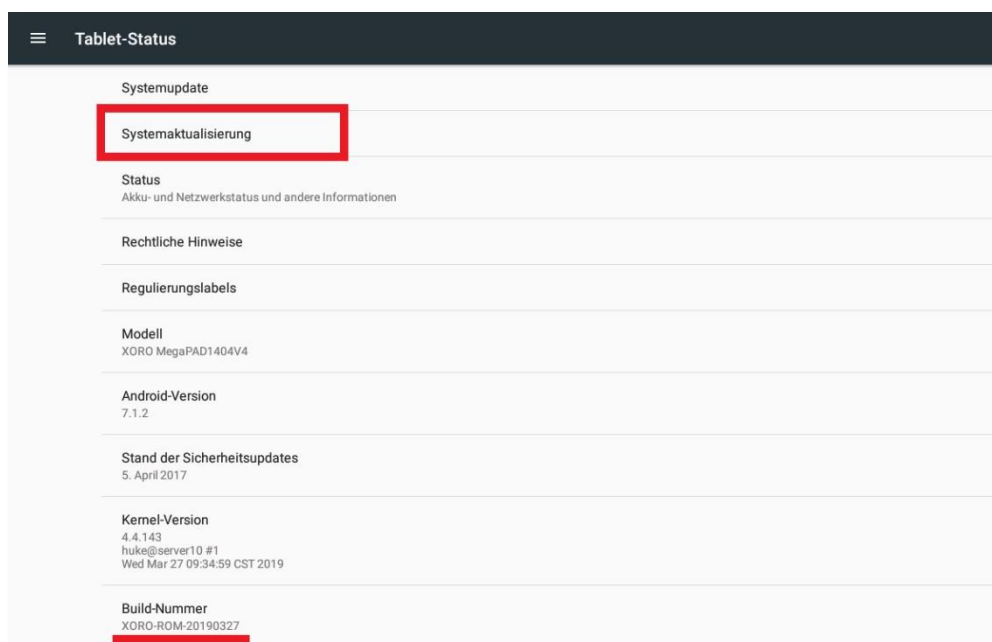 Tablet-Status
Systemupdate
Systemaktualisierung
Status
Akku- und Netzwerkstatus und andere Informationen
Rechtliche Hinweise
Regulierungslabels
Modell
XORO MegaPAD1404V4
Android-Version
7.1.2
Stand der Sicherheitsupdates
5. April 2017
Kernel-Version
4.4.143
huke@server10 #1
Wed Mar 27 09:34:59 CST 2019
Build-Nummer
XORO-ROM-20190327